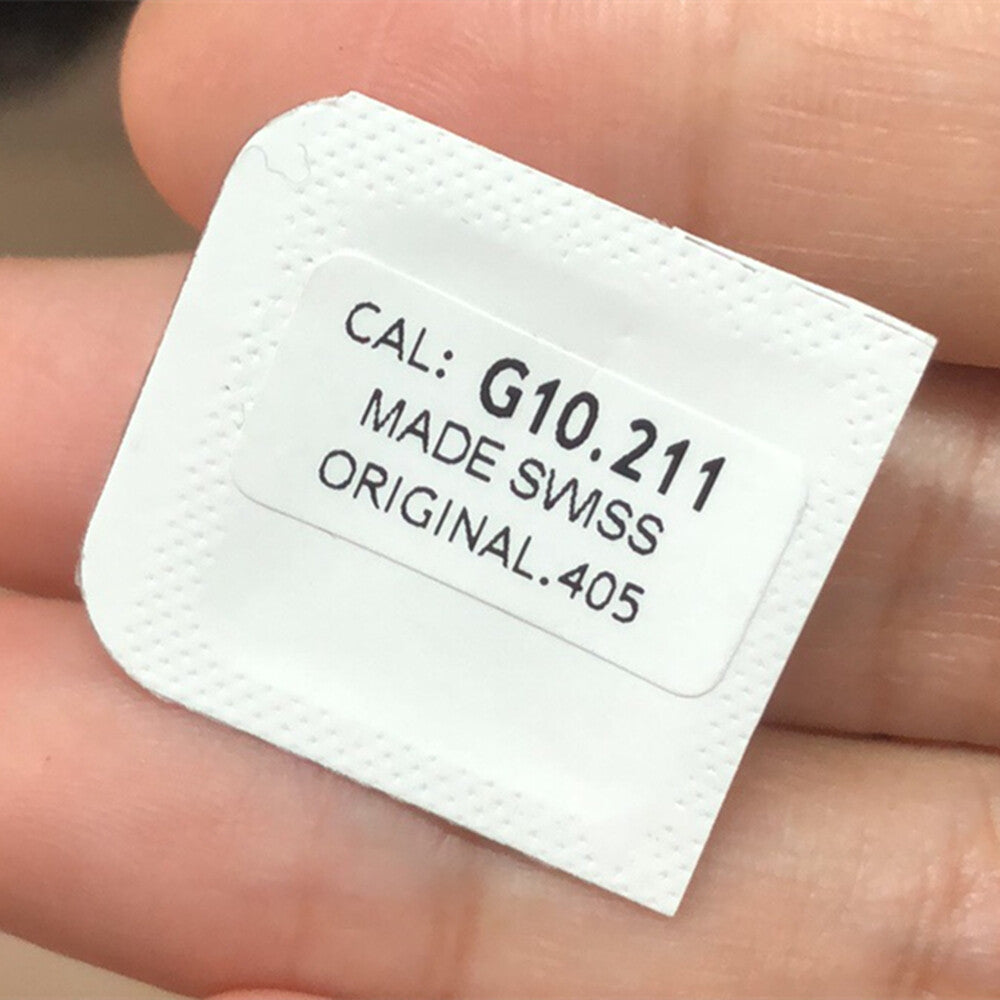 CAL: G10.211
MADE SWISS
ORIGINAL.405